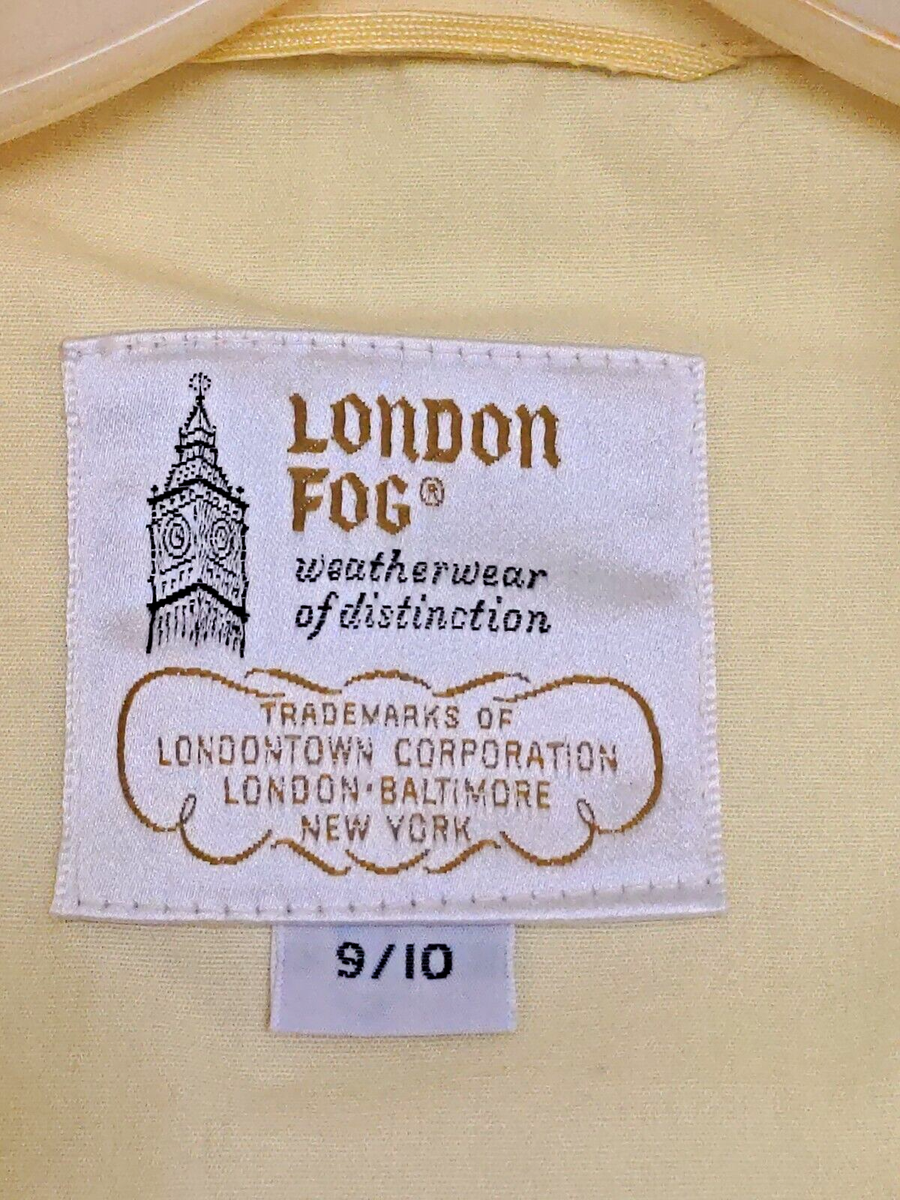 LONDON
FOG®
weatherwear
of distinction
TRADEMARKS OF
LONDONTOWN CORPORATION
LONDON·BALTIMORE
NEW YORK
9/10